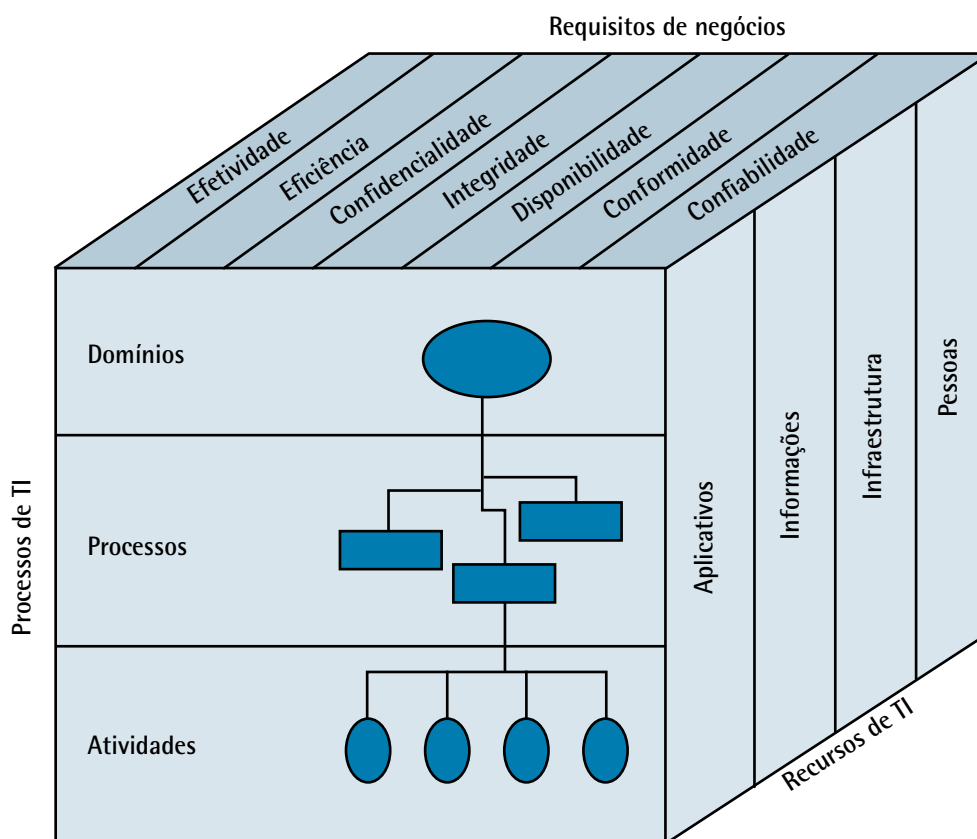 Requisitos de negócios
Efetividade
Eficiência
Confidencialidade
Integridade
Disponibilidade
Conformidade
Confiabilidade
Processos de TI
Domínios
Processos
Atividades
Aplicativos
Informações
Infraestrutura
Pessoas
Recursos de TI